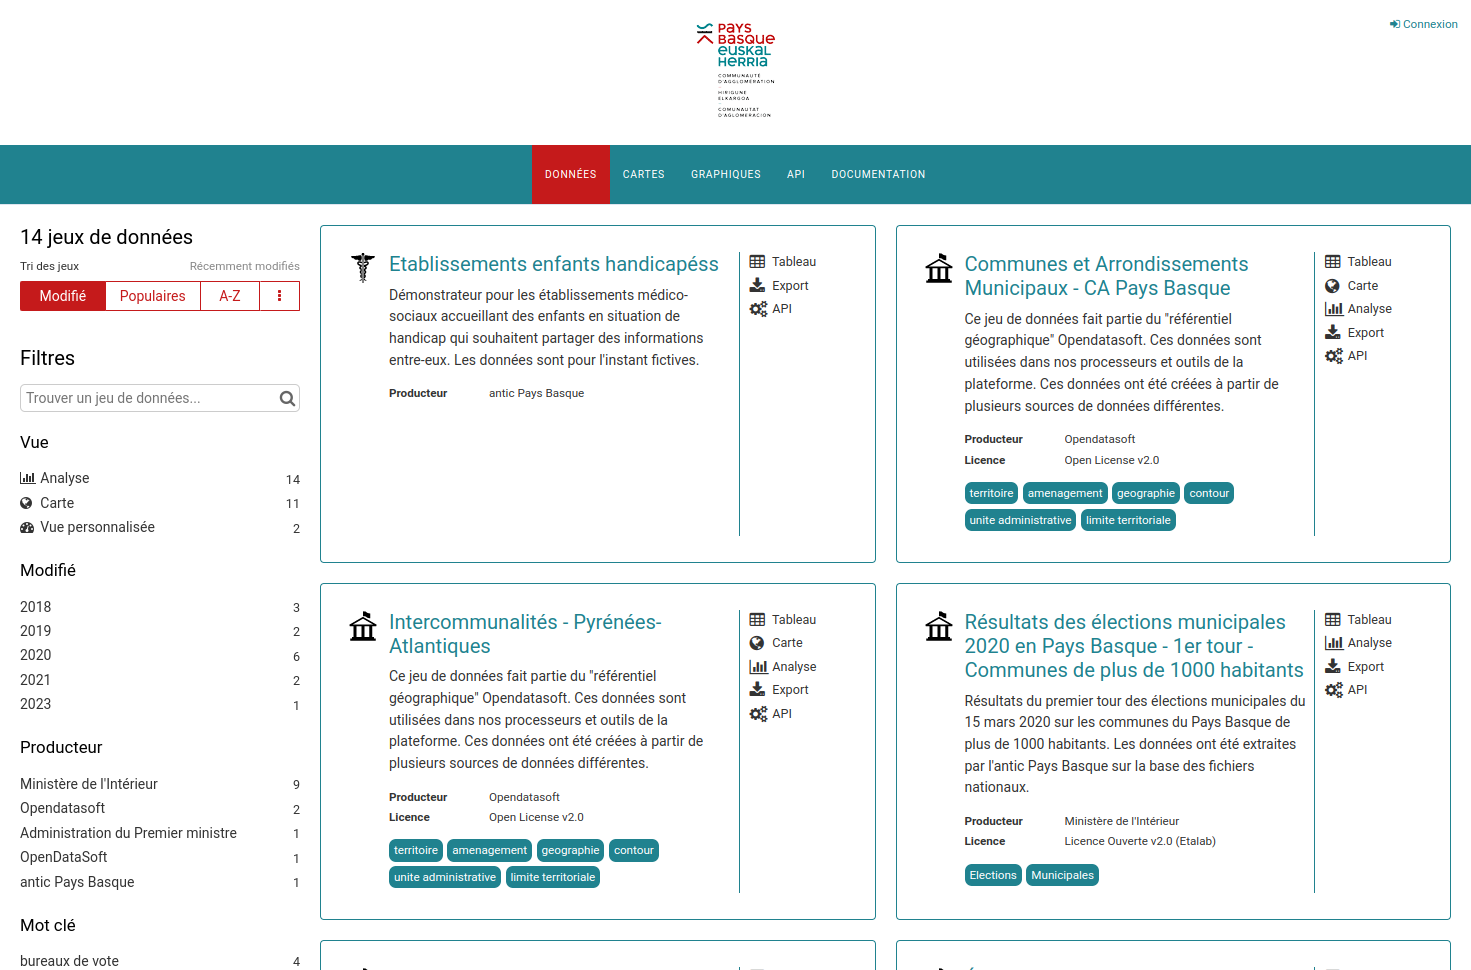 PAYS
BASQUE
EUSKAL
HERRIA
COMMUNAUTÉ
D'AGGLOMÉRATION
HIRIGUNE
ELKARGOA
COMUNAUTAT
D'AGLOMERACION
Connexion
DONNÉES
CARTES
GRAPHIQUES
API
DOCUMENTATION
14 jeux de données
Tri des jeux
Récemment modifiés
Modifié
Populaires
A-Z
Filtres
Trouver un jeu de données...
Vue
Analyse 14
Carte 11
Vue personnalisée 2
Modifié
2018 3
2019 2
2020 6
2021 2
2023 1
Producteur
Ministère de l'Intérieur 9
Opendatasoft 2
Administration du Premier ministre 1
OpenDataSoft 1
antic Pays Basque 1
Mot clé
bureaux de vote 4
Etablissements enfants handicapéss
Démonstrateur pour les établissements médico-
sociaux accueillant des enfants en situation de
handicap qui souhaitent partager des informations
entre-eux. Les données sont pour l'instant fictives.
Producteur antic Pays Basque
Tableau
Export
API
Communes et Arrondissements
Municipaux - CA Pays Basque
Ce jeu de données fait partie du "référentiel
géographique" Opendatasoft. Ces données sont
utilisées dans nos processeurs et outils de la
plateforme. Ces données ont été créées à partir de
plusieurs sources de données différentes.
Producteur Opendatasoft
Licence Open License v2.0
territoire amenagement geographie contour
unite administrative limite territoriale
Tableau
Carte
Analyse
Export
API
Intercommunalités - Pyrénées-
Atlantiques
Ce jeu de données fait partie du "référentiel
géographique" Opendatasoft. Ces données sont
utilisées dans nos processeurs et outils de la
plateforme. Ces données ont été créées à partir de
plusieurs sources de données différentes.
Producteur Opendatasoft
Licence Open License v2.0
territoire amenagement geographie contour
unite administrative limite territoriale
Tableau
Carte
Analyse
Export
API
Résultats des élections municipales
2020 en Pays Basque - 1er tour -
Communes de plus de 1000 habitants
Résultats du premier tour des élections municipales du
15 mars 2020 sur les communes du Pays Basque de
plus de 1000 habitants. Les données ont été extraites
par l'antic Pays Basque sur la base des fichiers
nationaux.
Producteur Ministère de l'Intérieur
Licence Licence Ouverte v2.0 (Etalab)
Elections Municipales
Tableau
Analyse
Export
API